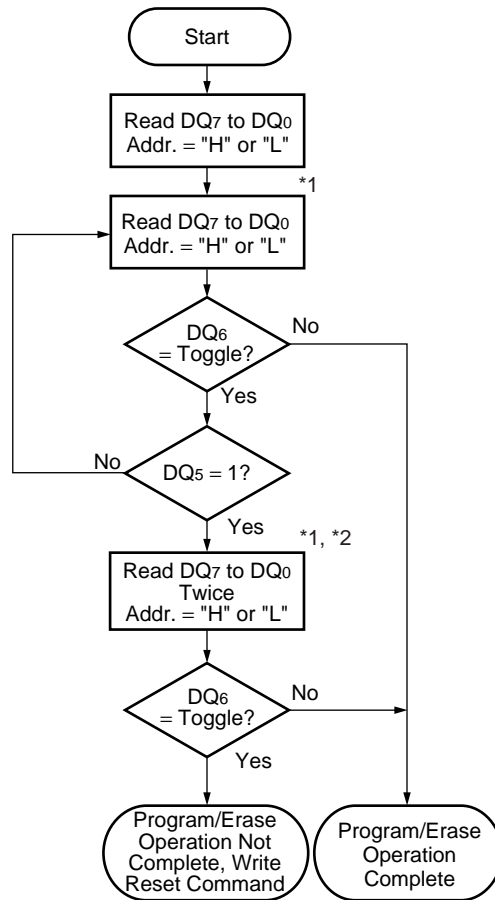 Start
Read DQ7 to DQ0
Addr. = "H" or "L"
*1
Read DQ7 to DQ0
Addr. = "H" or "L"
DQ6
= Toggle?
No
Yes
DQ5 = 1?
No
Yes
*1, *2
Read DQ7 to DQ0
Twice
Addr. = "H" or "L"
DQ6
= Toggle?
No
Yes
Program/Erase
Operation Not
Complete, Write
Reset Command
Program/Erase
Operation
Complete